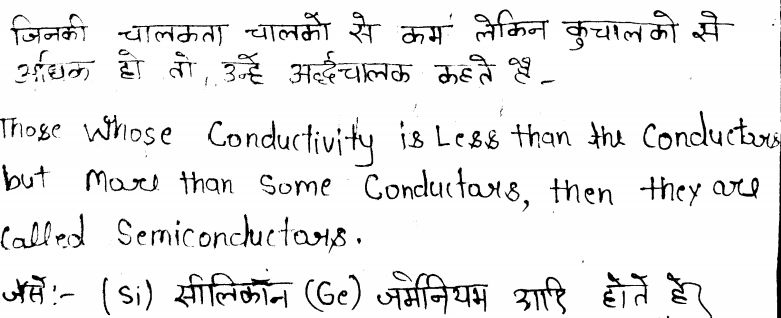 जिनकी चालकता चालकों से कम लेकिन कुचालको से
अधिक हो तो, उन्हें अर्द्धचालक कहते है -
Those Whose Conductivity is Less than the Conductors
but More than Some Conductors, then they are
Called Semiconductors.
जैसे:- (Si) सीलिकॉन (Ge) जर्मेनियम आदि होते है।